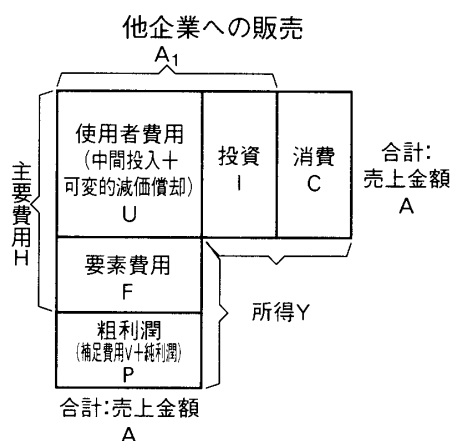 他企業への販売
A1
使用者費用
(中間投入+
可変的減価償却)
U
投資
I
消費
C
合計:
売上金額
A
主要費用H
要素費用
F
所得Y
粗利潤
(補足費用V+純利潤)
P
合計:売上金額
A